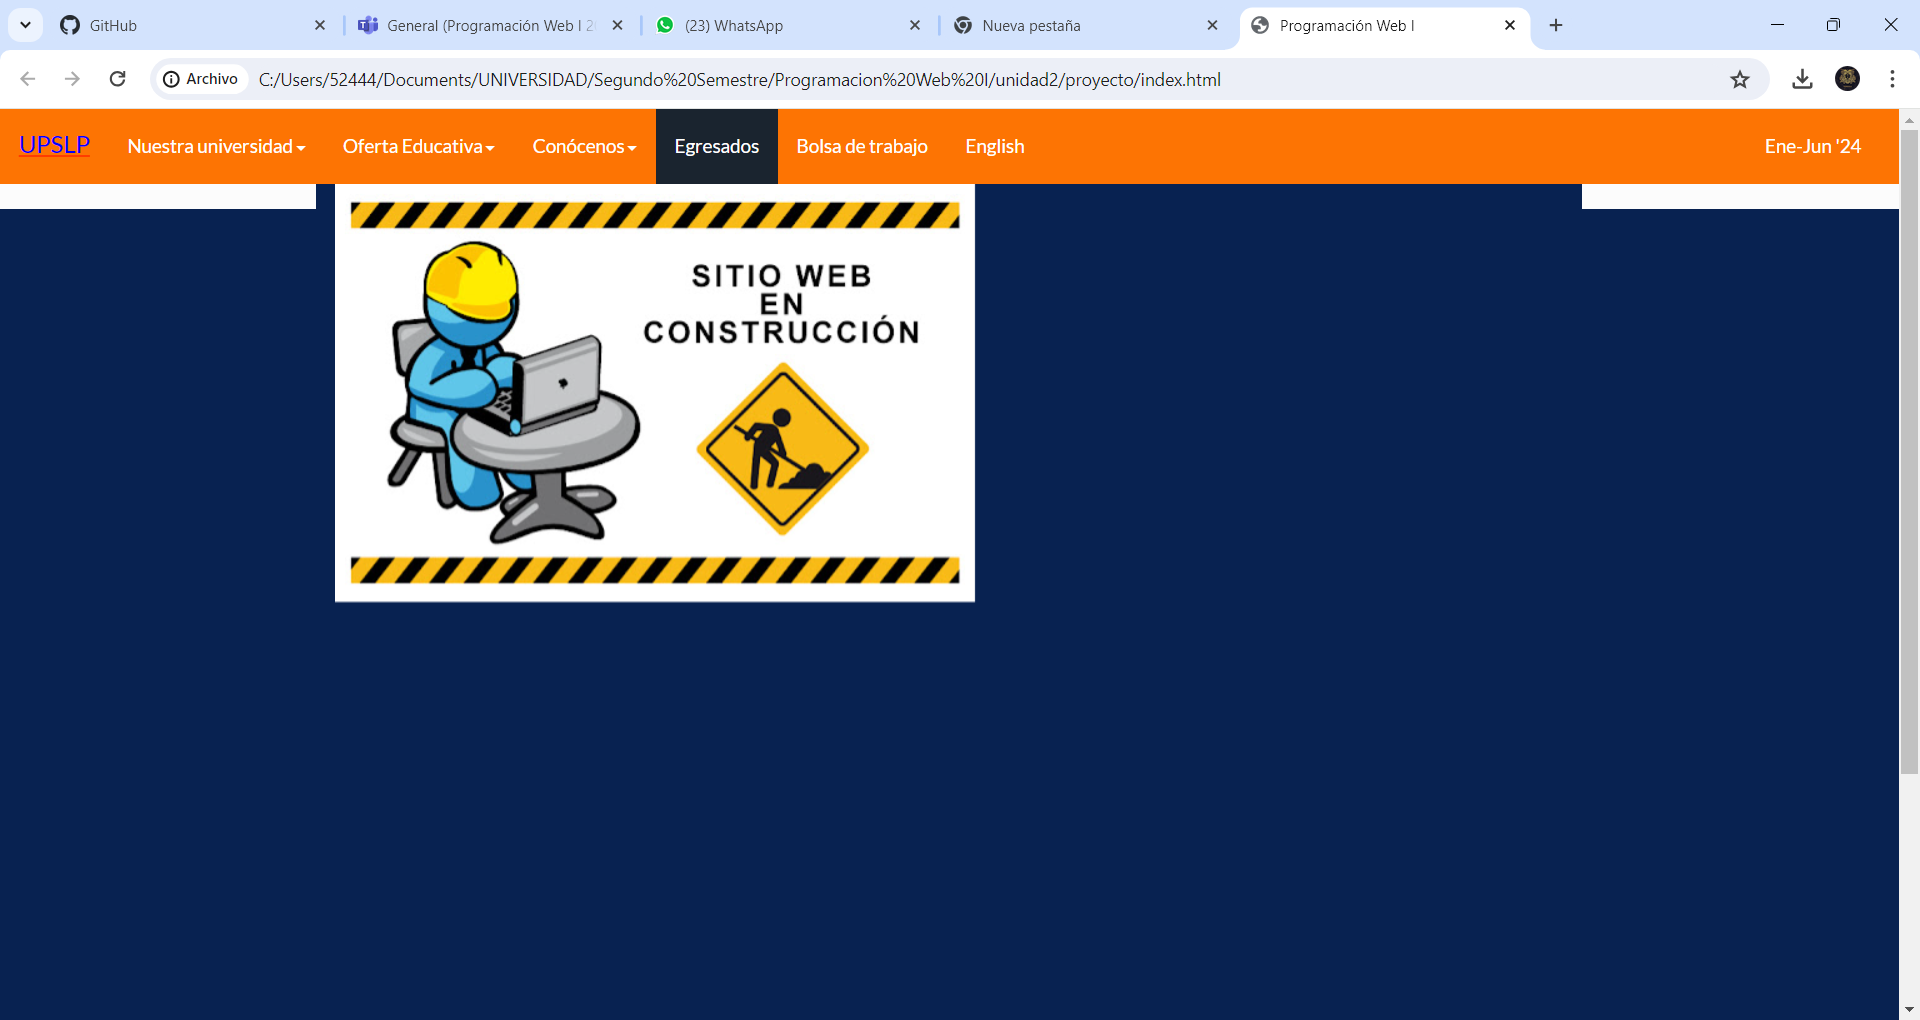 GitHub
General (Programación Web I 2
(23) WhatsApp
Nueva pestaña
Programación Web I
Archivo
C:/Users/52444/Documents/UNIVERSIDAD/Segundo%20Semestre/Programacion%20Web%20I/unidad2/proyecto/index.html
UPSLP
Nuestra universidad
Oferta Educativa
Conócenos
Egresados
Bolsa de trabajo
English
Ene-Jun '24
SITIO WEB
EN
CONSTRUCCIÓN